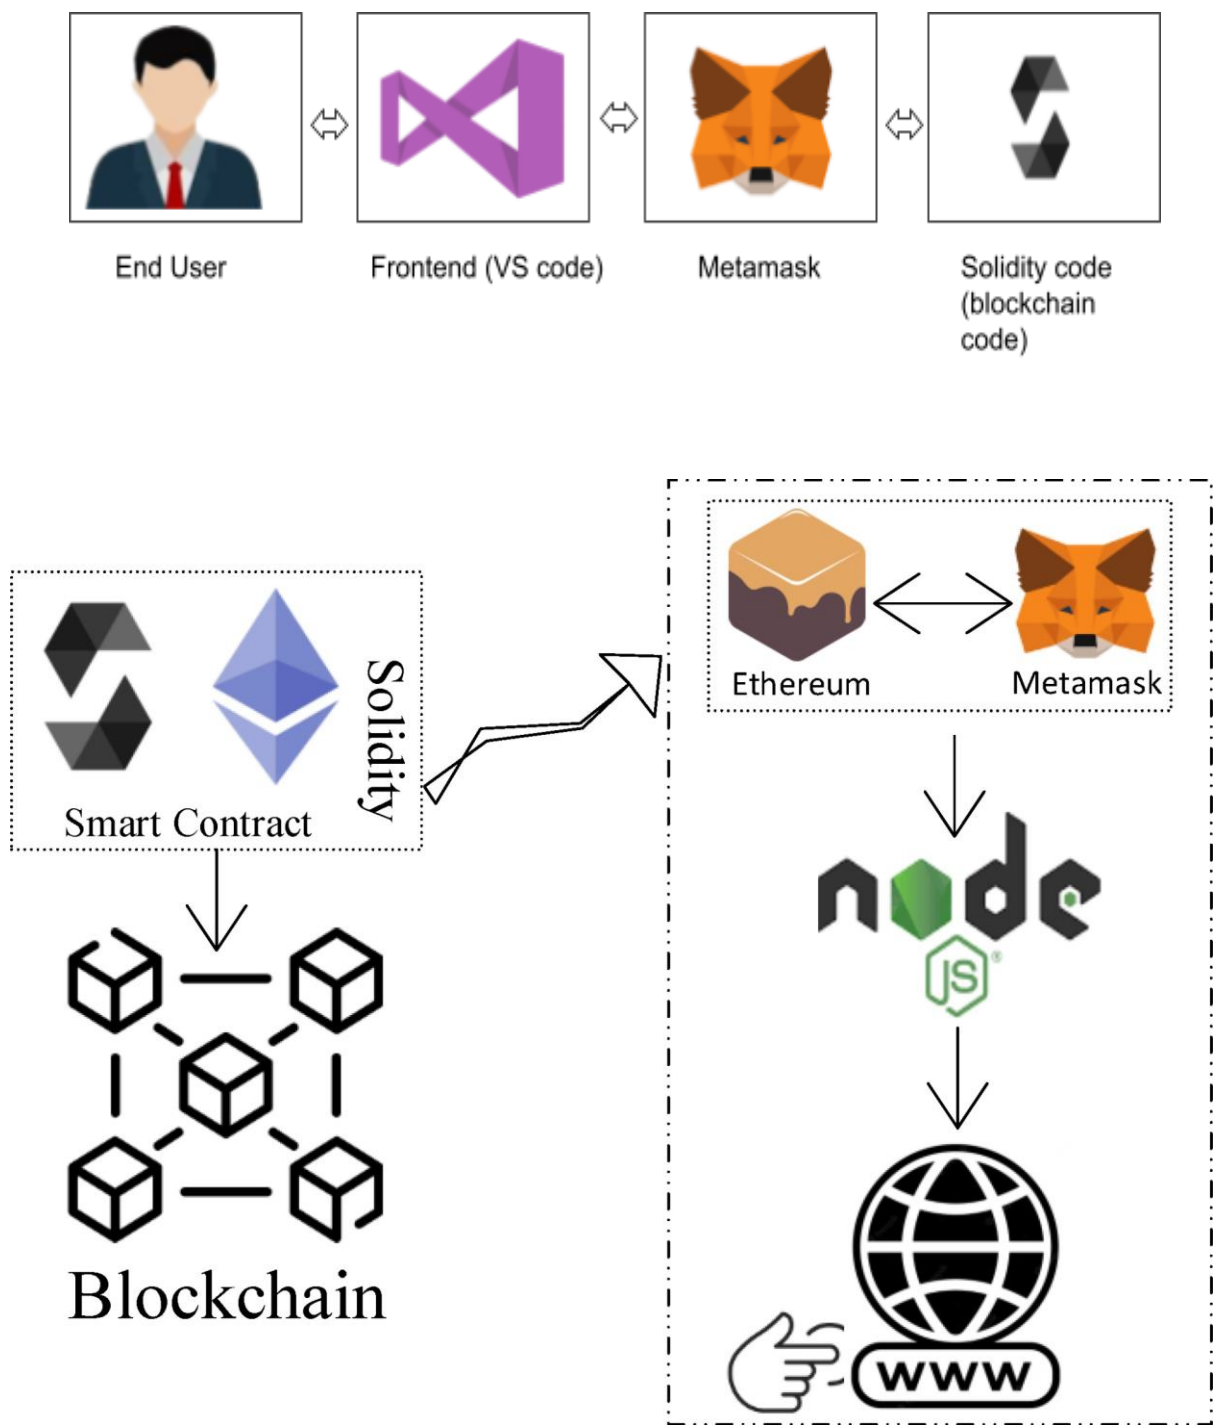 End User
Frontend (VS code)
Metamask
Solidity code
(blockchain
code)
Ethereum
Metamask
Solidity
Smart Contract
node
JS®
Blockchain
www